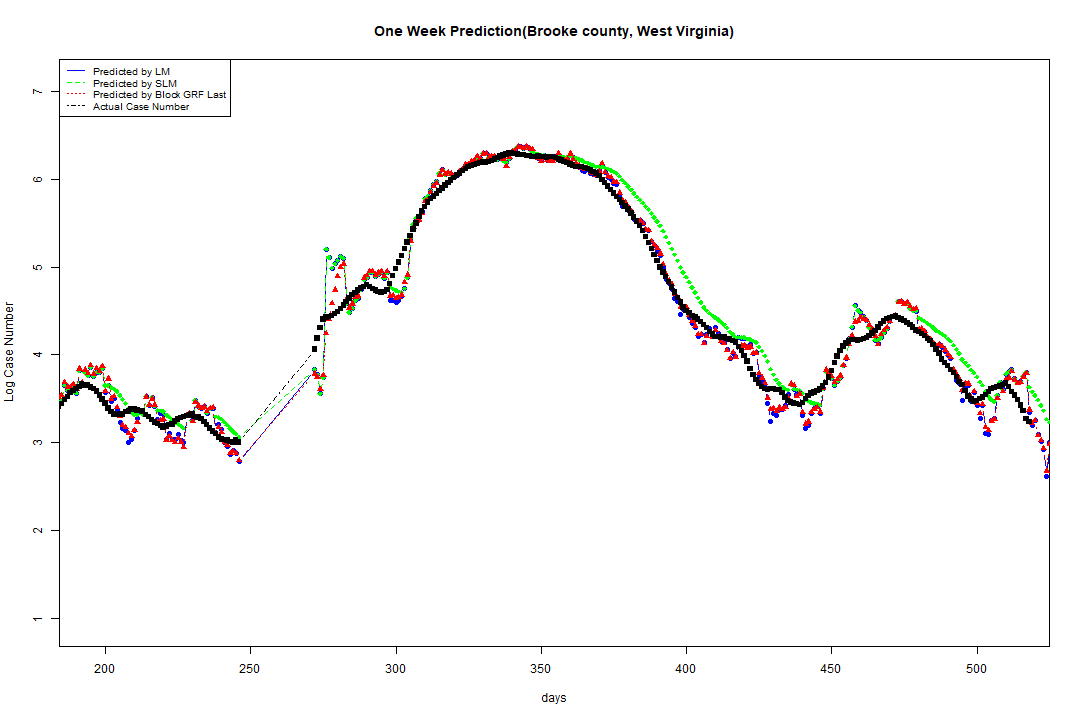 One Week Prediction(Brooke county, West Virginia)
Predicted by LM
Predicted by SLM
Predicted by Block GRF Last
Actual Case Number
7
6
5
4
3
2
1
Log Case Number
200 250 300 350 400 450 500
days